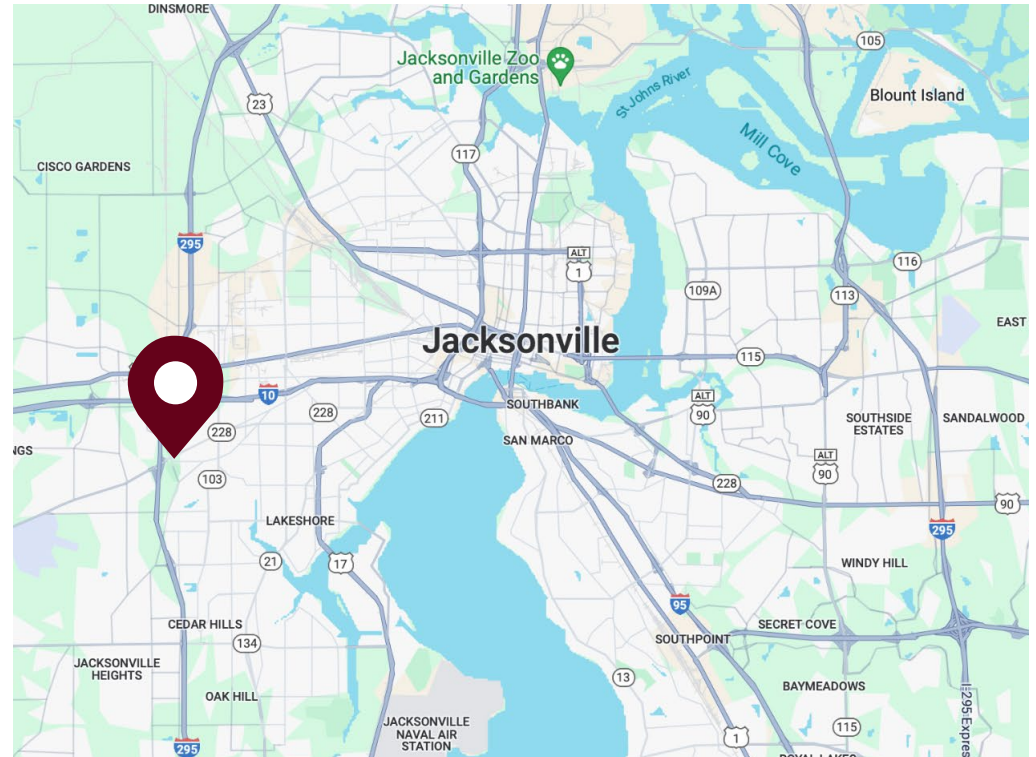 DINSMORE
105
Jacksonville Zoo
and Gardens
St Johns River
Blount Island
23
Mill Cove
117
CISCO GARDENS
295
ALT
1
116
109A
113
EAST
Jacksonville
115
10
ALT
90
228
211
SOUTHBANK
SOUTHSIDE
ESTATES
SANDALWOOD
228
SAN MARCO
NGS
ALT
90
103
228
90
LAKESHORE
295
21
17
WINDY HILL
95
CEDAR HILLS
SECRET COVE
134
SOUTHPOINT
JACKSONVILLE
HEIGHTS
13
BAYMEADOWS
OAK HILL
I-295 Expres
JACKSONVILLE
NAVAL AIR
STATION
115
1
295
ROYAL LAKES